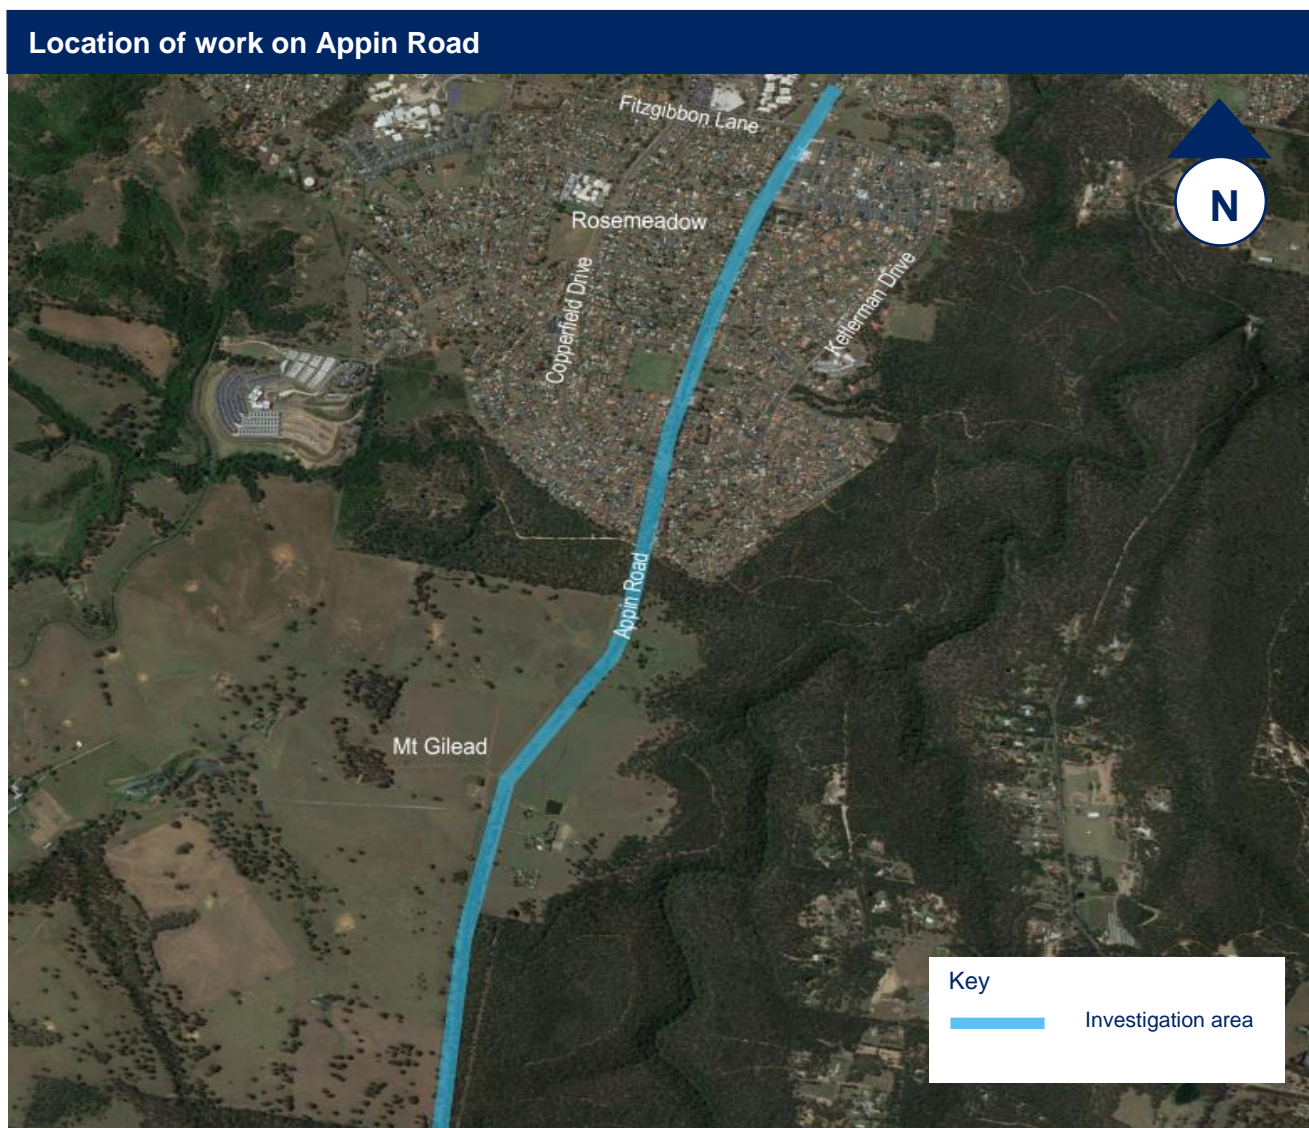 Location of work on Appin Road
Fitzgibbon Lane
N
Rosemeadow
Copperfield Drive
Kellerman Drive
Appin Road
Mt Gilead
Key
Investigation area